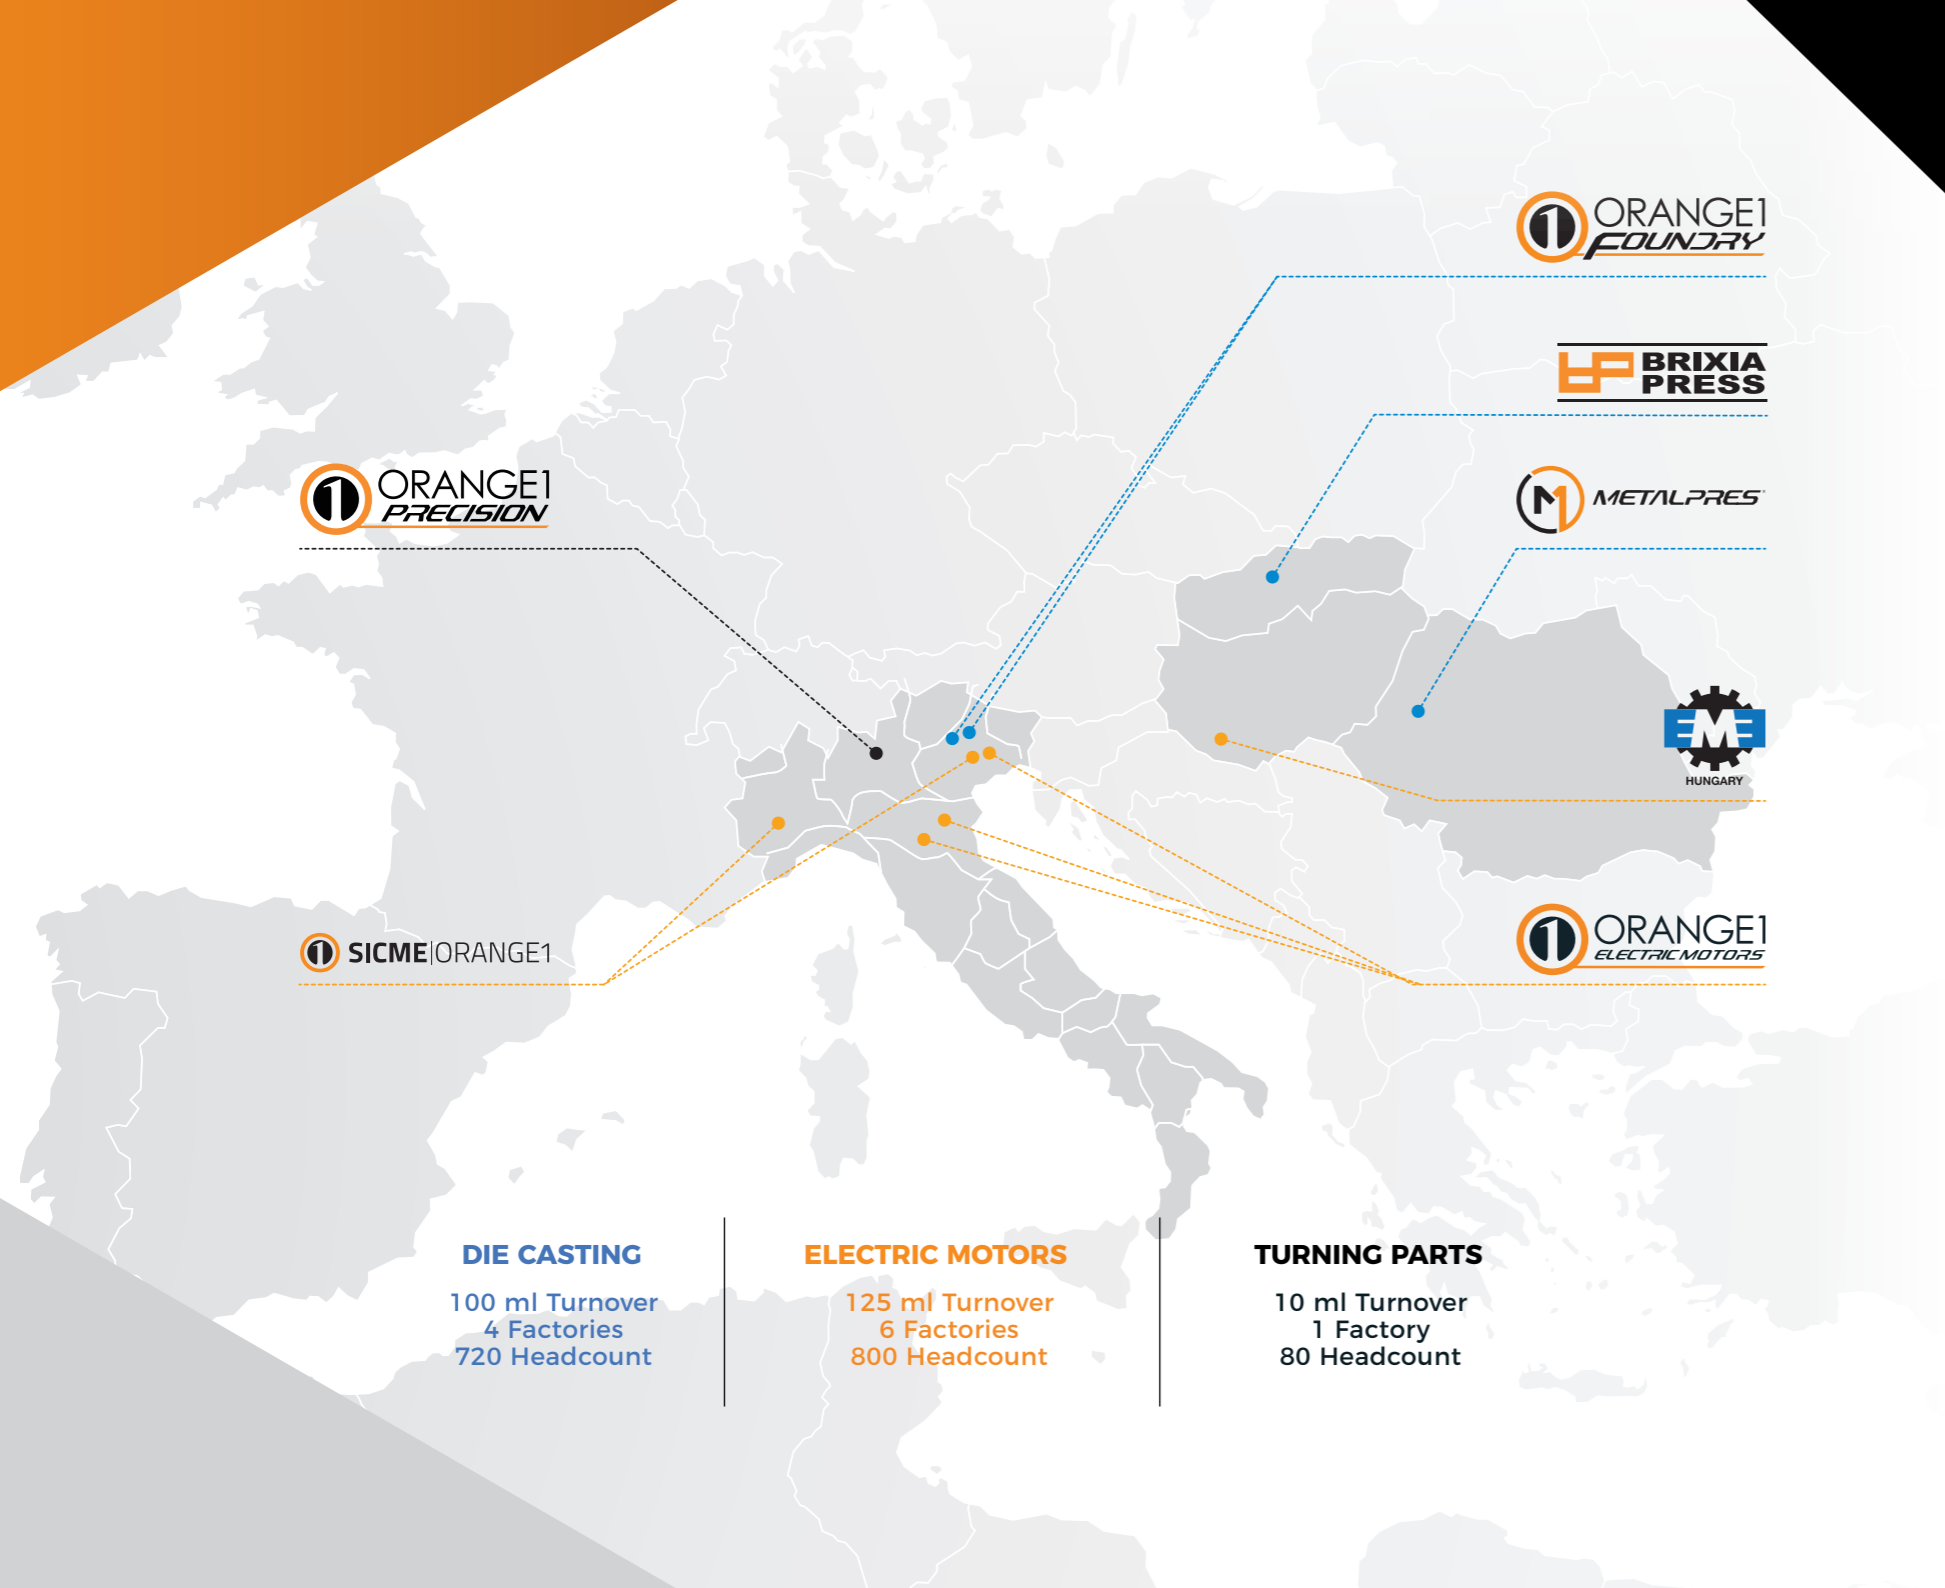 ORANGE1
FOUNDRY
BRIXIA
PRESS
ORANGE1
PRECISION
METALPRES
EME
HUNGARY
SICME|ORANGE1
ORANGE1
ELECTRIC MOTORS
DIE CASTING
100 ml Turnover
4 Factories
720 Headcount
ELECTRIC MOTORS
125 ml Turnover
6 Factories
800 Headcount
TURNING PARTS
10 ml Turnover
1 Factory
80 Headcount